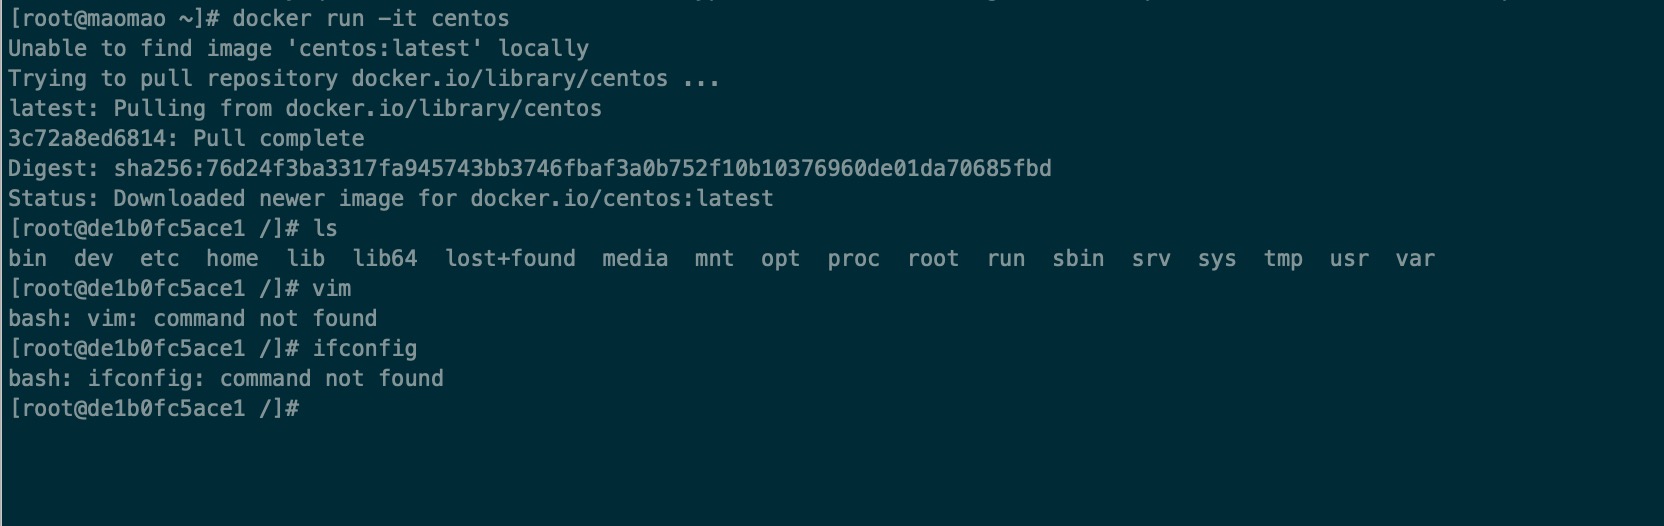 [root@maomao ~]# docker run -it centos
Unable to find image 'centos:latest' locally
Trying to pull repository docker.io/library/centos ...
latest: Pulling from docker.io/library/centos
3c72a8ed6814: Pull complete
Digest: sha256:76d24f3ba3317fa945743bb3746fbaf3a0b752f10b10376960de01da70685fbd
Status: Downloaded newer image for docker.io/centos:latest
[root@de1b0fc5ace1 /]# ls
bin  dev  etc  home  lib  lib64  lost+found  media  mnt  opt  proc  root  run  sbin  srv  sys  tmp  usr  var
[root@de1b0fc5ace1 /]# vim
bash: vim: command not found
[root@de1b0fc5ace1 /]# ifconfig
bash: ifconfig: command not found
[root@de1b0fc5ace1 /]#